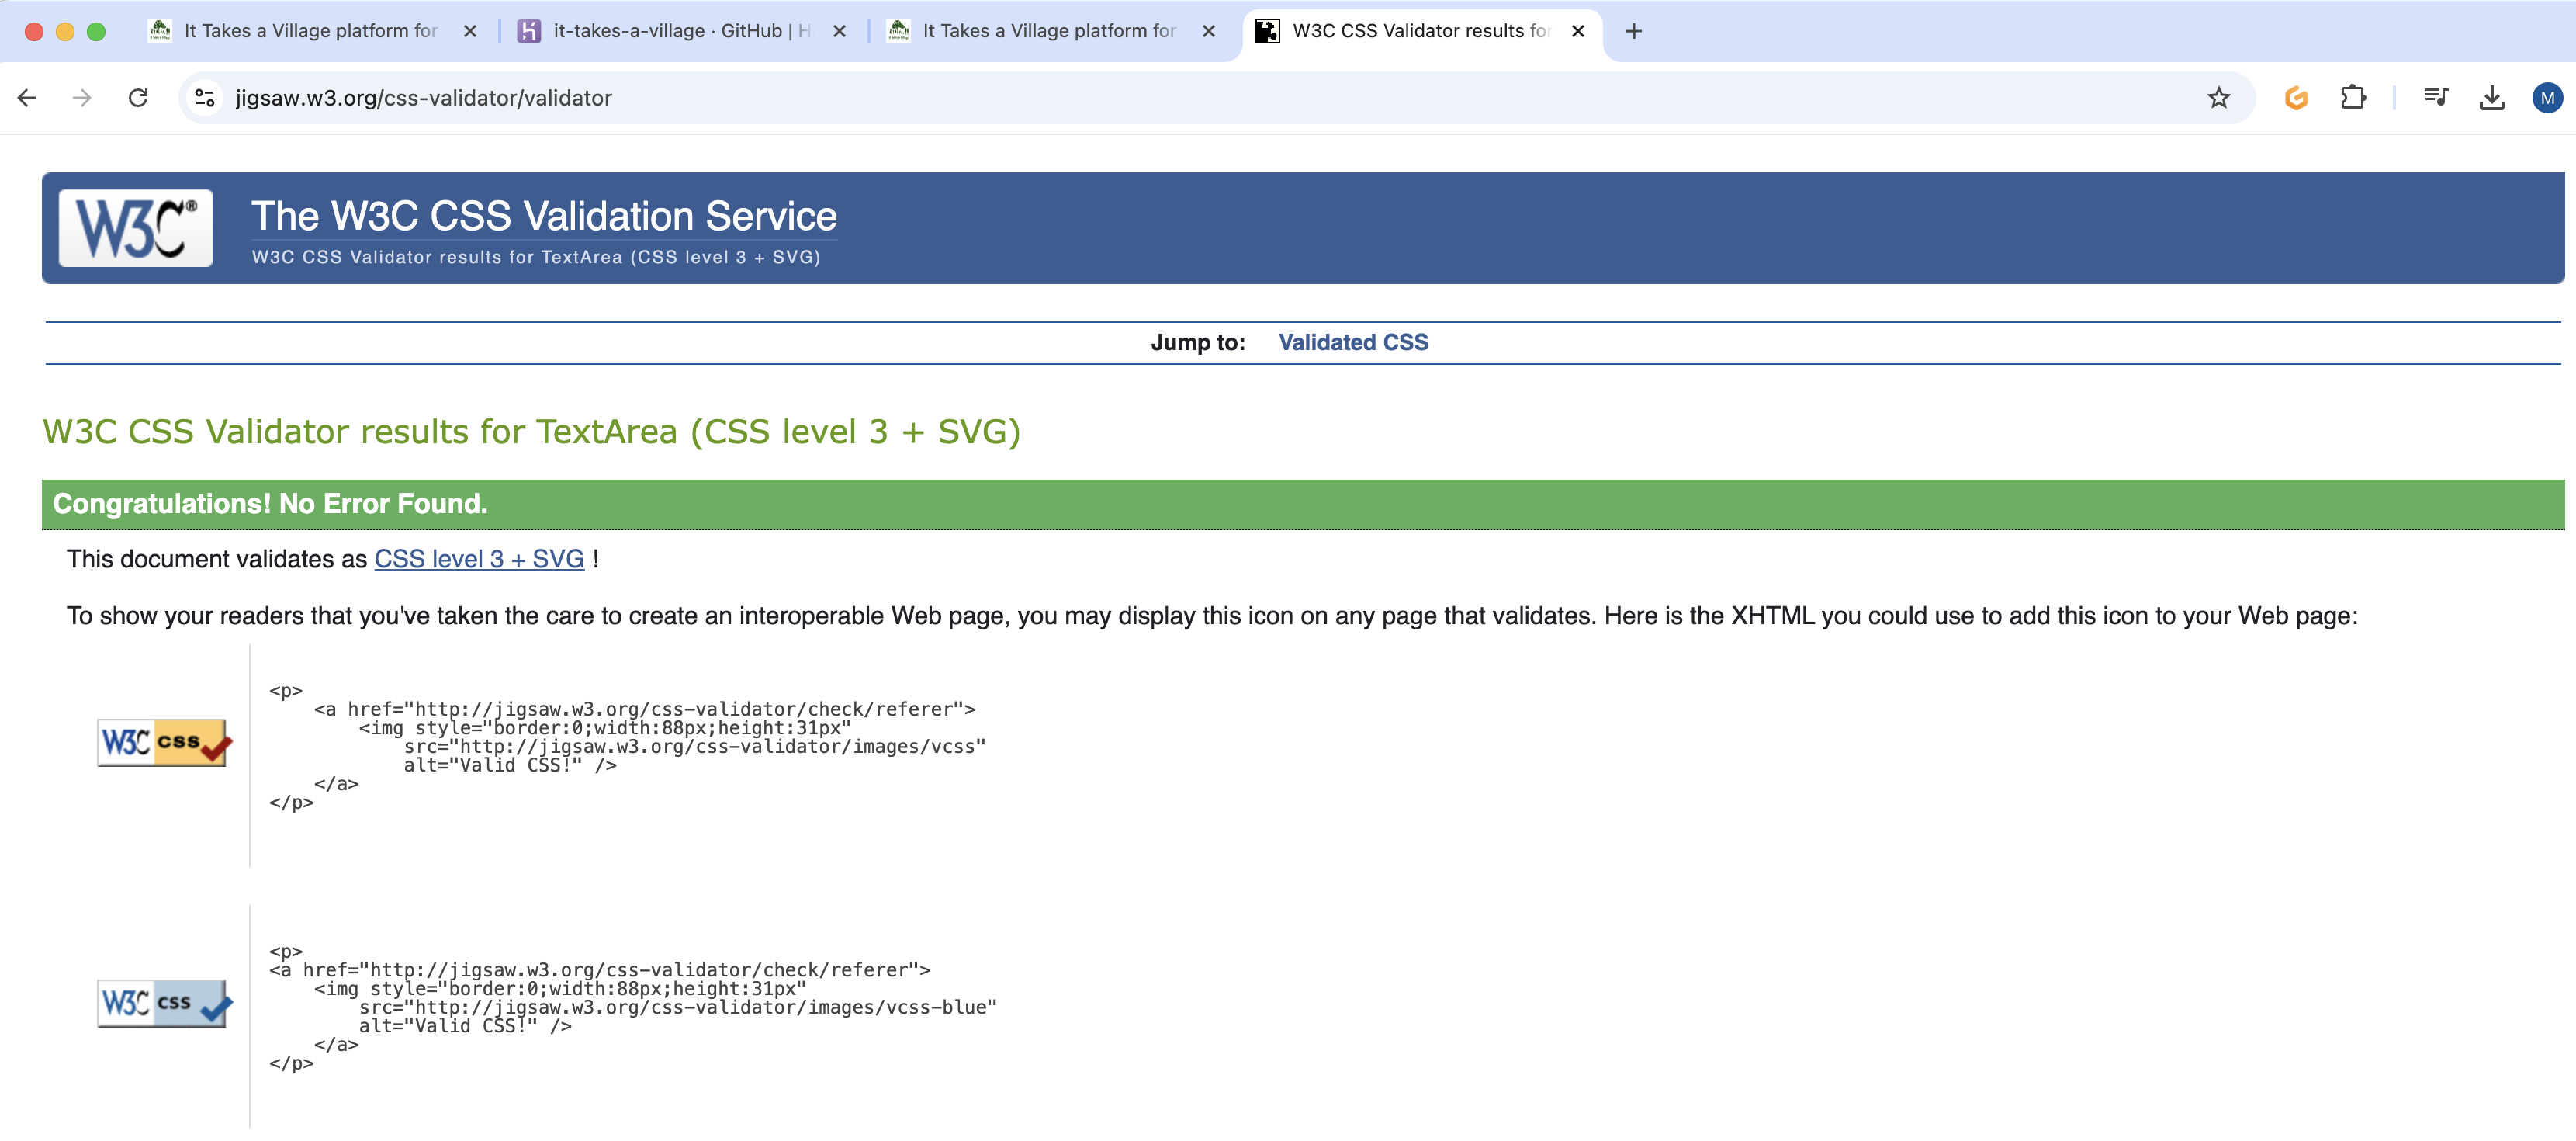 It Takes a Village platform for
it-takes-a-village · GitHub | H
It Takes a Village platform for
W3C CSS Validator results for
jigsaw.w3.org/css-validator/validator
M
W3C®
The W3C CSS Validation Service
W3C CSS Validator results for TextArea (CSS level 3 + SVG)
Jump to: Validated CSS
W3C CSS Validator results for TextArea (CSS level 3 + SVG)
Congratulations! No Error Found.
This document validates as CSS level 3 + SVG !
To show your readers that you've taken the care to create an interoperable Web page, you may display this icon on any page that validates. Here is the XHTML you could use to add this icon to your Web page:
W3C css
<p>
<a href="http://jigsaw.w3.org/css-validator/check/referer">
<img style="border:0;width:88px;height:31px"
src="http://jigsaw.w3.org/css-validator/images/vcss"
alt="Valid CSS!" />
</a>
</p>
W3C css
<p>
<a href="http://jigsaw.w3.org/css-validator/check/referer">
<img style="border:0;width:88px;height:31px"
src="http://jigsaw.w3.org/css-validator/images/vcss-blue"
alt="Valid CSS!" />
</a>
</p>